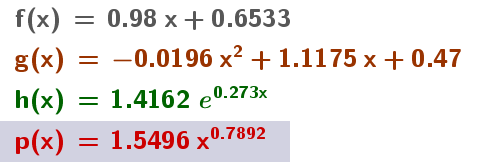 f(x) = 0.98 x + 0.6533
g(x) = −0.0196 x² + 1.1175 x + 0.47
h(x) = 1.4162 e^0.273x
p(x) = 1.5496 x^0.7892